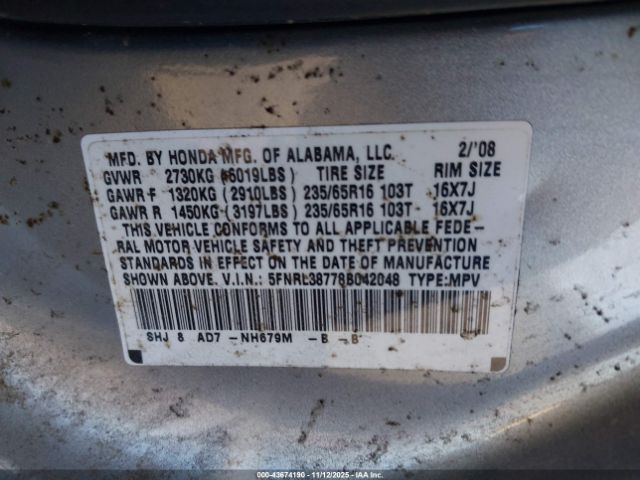 MFD. BY HONDA MFG. OF ALABAMA, LLC. 2/'08
GVWR 2730KG (6019LBS) TIRE SIZE RIM SIZE
GAWR F 1320KG (2910LBS) 235/65R16 103T 16X7J
GAWR R 1450KG (3197LBS) 235/65R16 103T 16X7J
THIS VEHICLE CONFORMS TO ALL APPLICABLE FEDE-
RAL MOTOR VEHICLE SAFETY AND THEFT PREVENTION
STANDARDS IN EFFECT ON THE DATE OF MANUFACTURE
SHOWN ABOVE. V.I.N.: 5FNRL38778B042048 TYPE:MPV
SHJ 8 AD7 -NH679M -B -B
000-43674190 - 11/12/2025 - IAAI.com